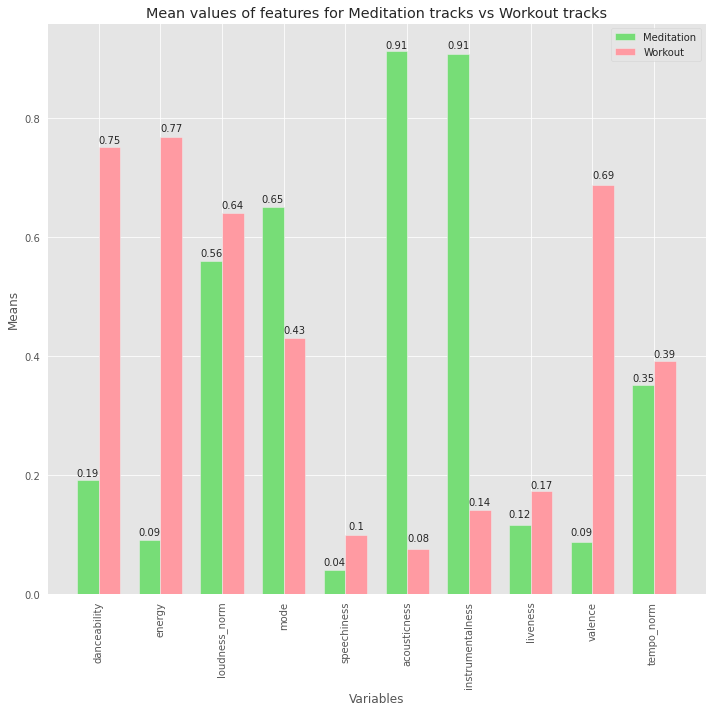 Mean values of features for Meditation tracks vs Workout tracks
Meditation
Workout
Means
0.8
0.6
0.4
0.2
0.0
0.19
0.75
0.09
0.77
0.56
0.64
0.65
0.43
0.04
0.1
0.91
0.08
0.91
0.14
0.12
0.17
0.09
0.69
0.35
0.39
danceability
energy
loudness_norm
mode
speechiness
acousticness
instrumentalness
liveness
valence
tempo_norm
Variables